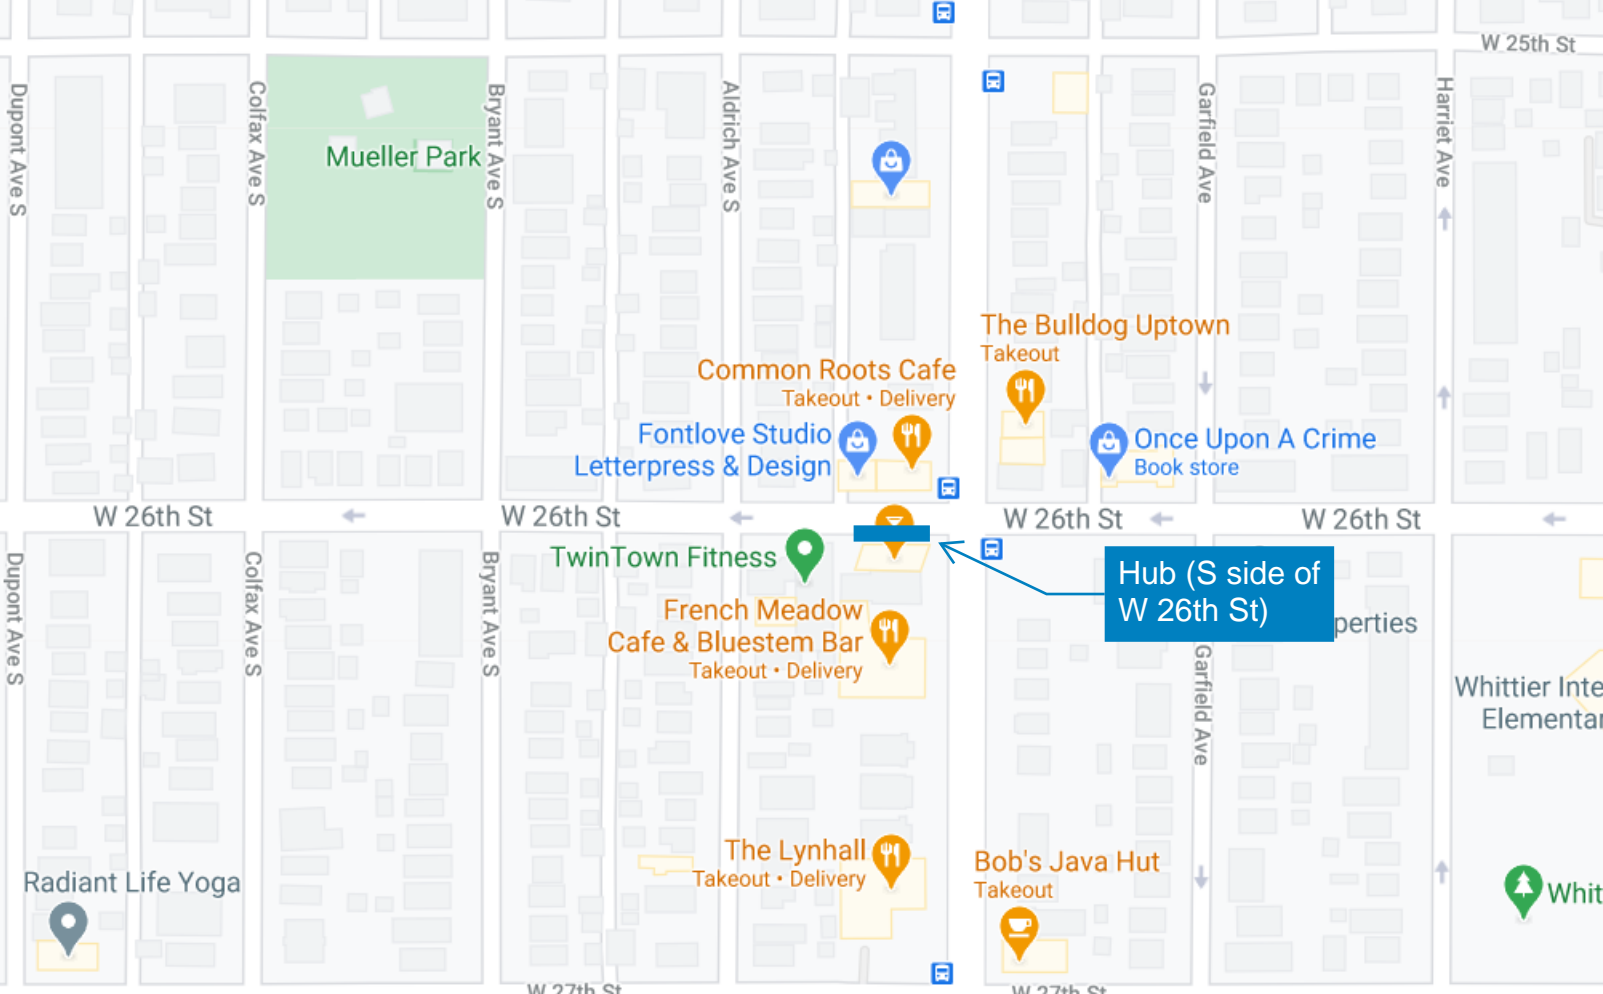 W 25th St
Dupont Ave S
Colfax Ave S
Bryant Ave S
Aldrich Ave S
Garfield Ave
Harriet Ave
Mueller Park
The Bulldog Uptown
Takeout
Common Roots Cafe
Takeout • Delivery
Fontlove Studio
Letterpress & Design
Once Upon A Crime
Book store
W 26th St
W 26th St
W 26th St
W 26th St
TwinTown Fitness
Hub (S side of
W 26th St)
perties
Dupont Ave S
Colfax Ave S
Bryant Ave S
Garfield Ave
French Meadow
Cafe & Bluestem Bar
Takeout • Delivery
Whittier Inte
Elementar
The Lynhall
Takeout • Delivery
Bob's Java Hut
Takeout
Radiant Life Yoga
Whit
W 27th St
W 27th St